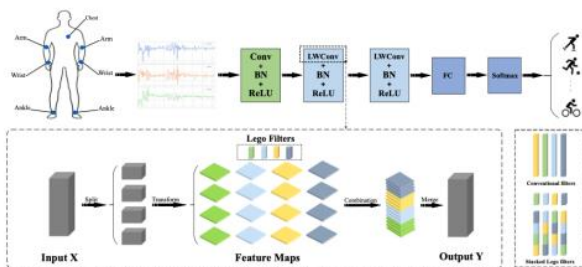 Chest
Arm
Arm
Wrist
Wrist
Ankle
Ankle
Conv
+
BN
+
ReLU
LWConv
+
BN
+
ReLU
LWConv
+
BN
+
ReLU
FC
Softmax
Lego Filters
Split
Transform
Combination
Merge
Input X
Feature Maps
Output Y
Conventional filters
Stacked Lego filters